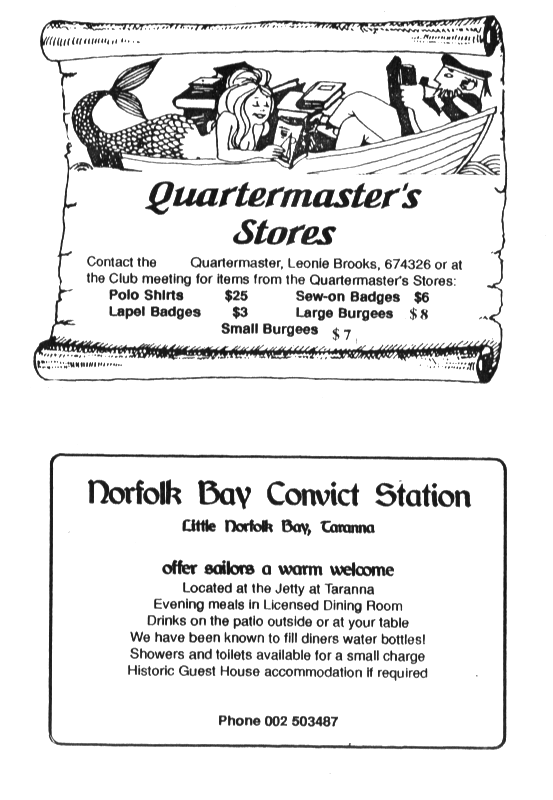 Quartermaster's
Stores
Contact the Quartermaster, Leonie Brooks, 674326 or at
the Club meeting for items from the Quartermaster's Stores:
Polo Shirts $25 Sew-on Badges $6
Lapel Badges $3 Large Burgees $8
Small Burgees $7
Norfolk Bay Convict Station
Little Norfolk Bay, Taranna
offer sailors a warm welcome
Located at the Jetty at Taranna
Evening meals in Licensed Dining Room
Drinks on the patio outside or at your table
We have been known to fill diners water bottles!
Showers and toilets available for a small charge
Historic Guest House accommodation if required
Phone 002 503487